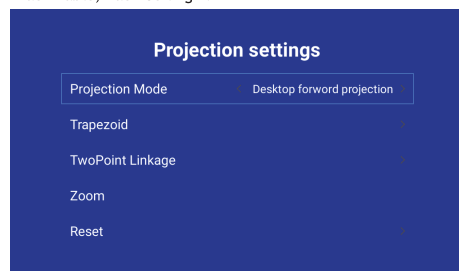 Projection settings
Projection Mode Desktop forword projection
Trapezoid
TwoPoint Linkage
Zoom
Reset